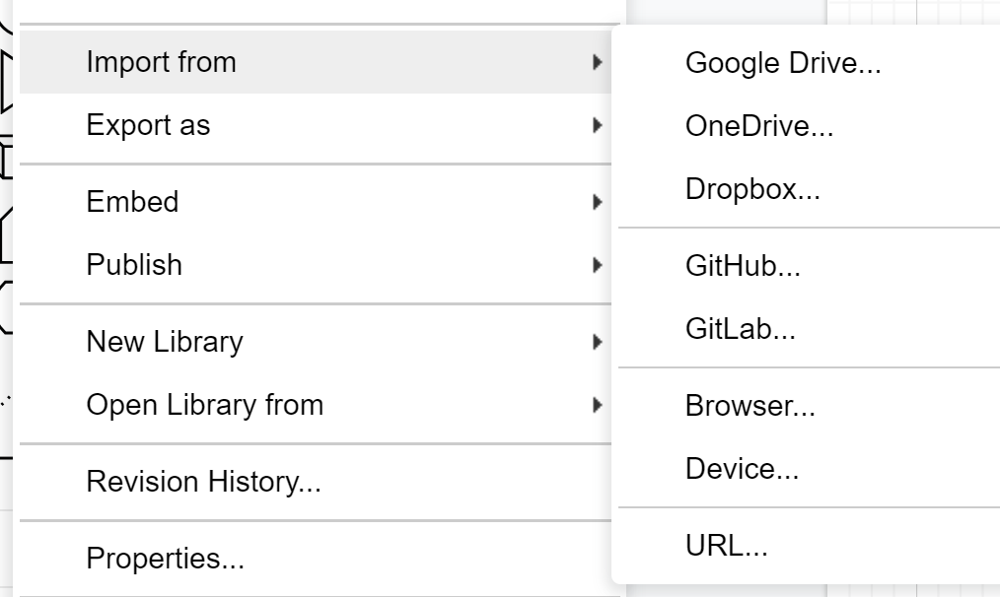 Import from
Export as
Embed
Publish
New Library
Open Library from
Revision History...
Properties...
Google Drive...
OneDrive...
Dropbox...
GitHub...
GitLab...
Browser...
Device...
URL...